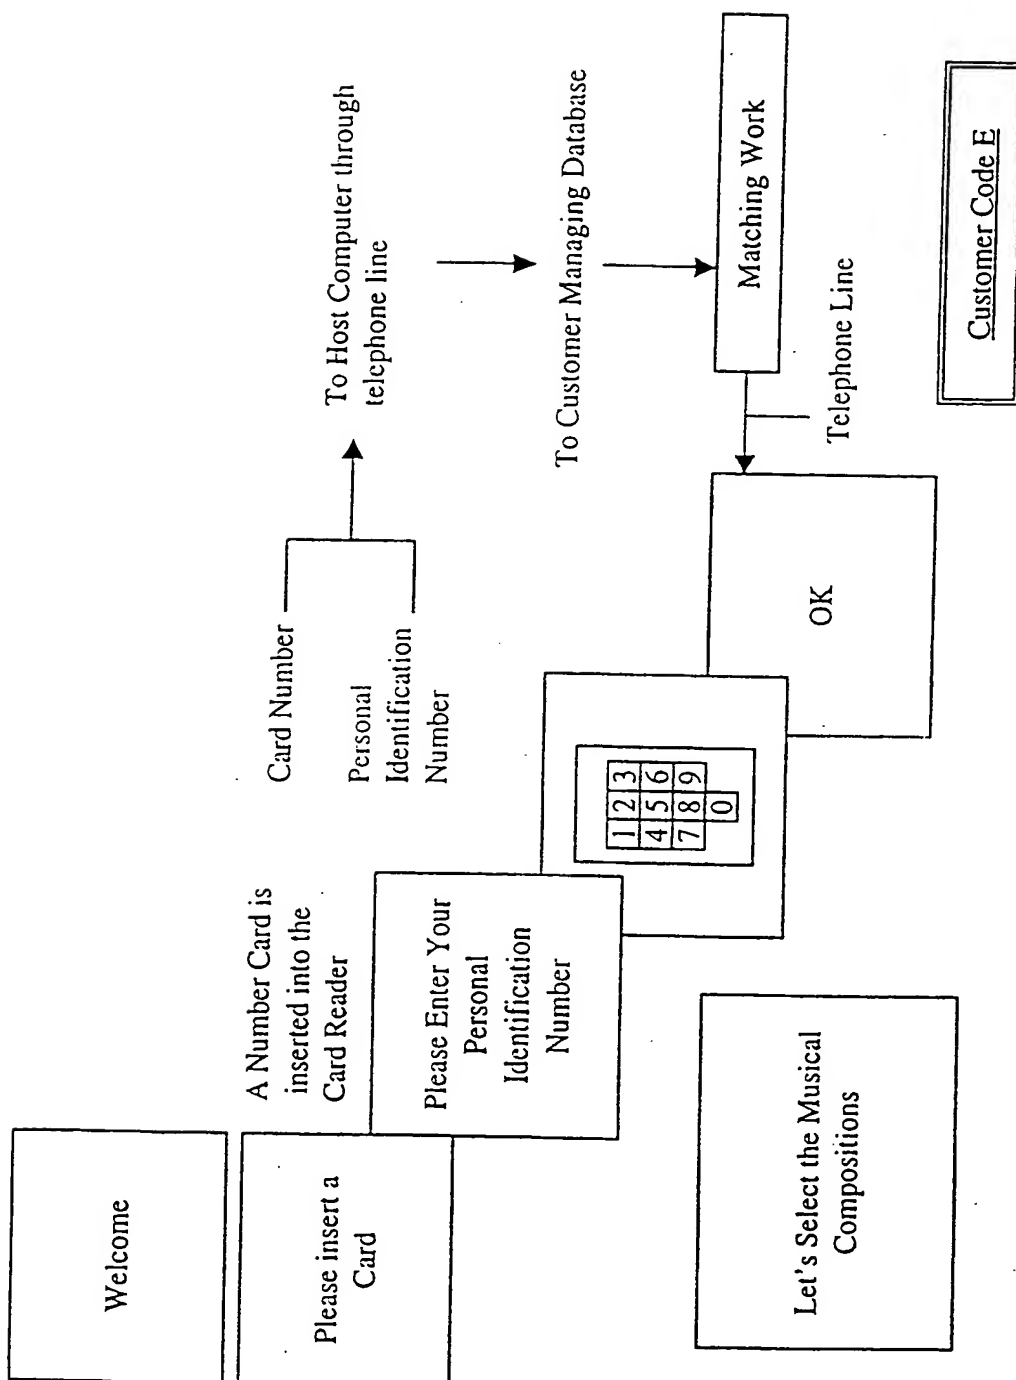 Welcome
Please insert a
Card
A Number Card is
inserted into the
Card Reader
Please Enter Your
Personal
Identification
Number
1 2 3
4 5 6
7 8 9
0
Card Number
Personal
Identification
Number
To Host Computer through
telephone line
To Customer Managing Database
Matching Work
Telephone Line
OK
Let's Select the Musical
Compositions
Customer Code E